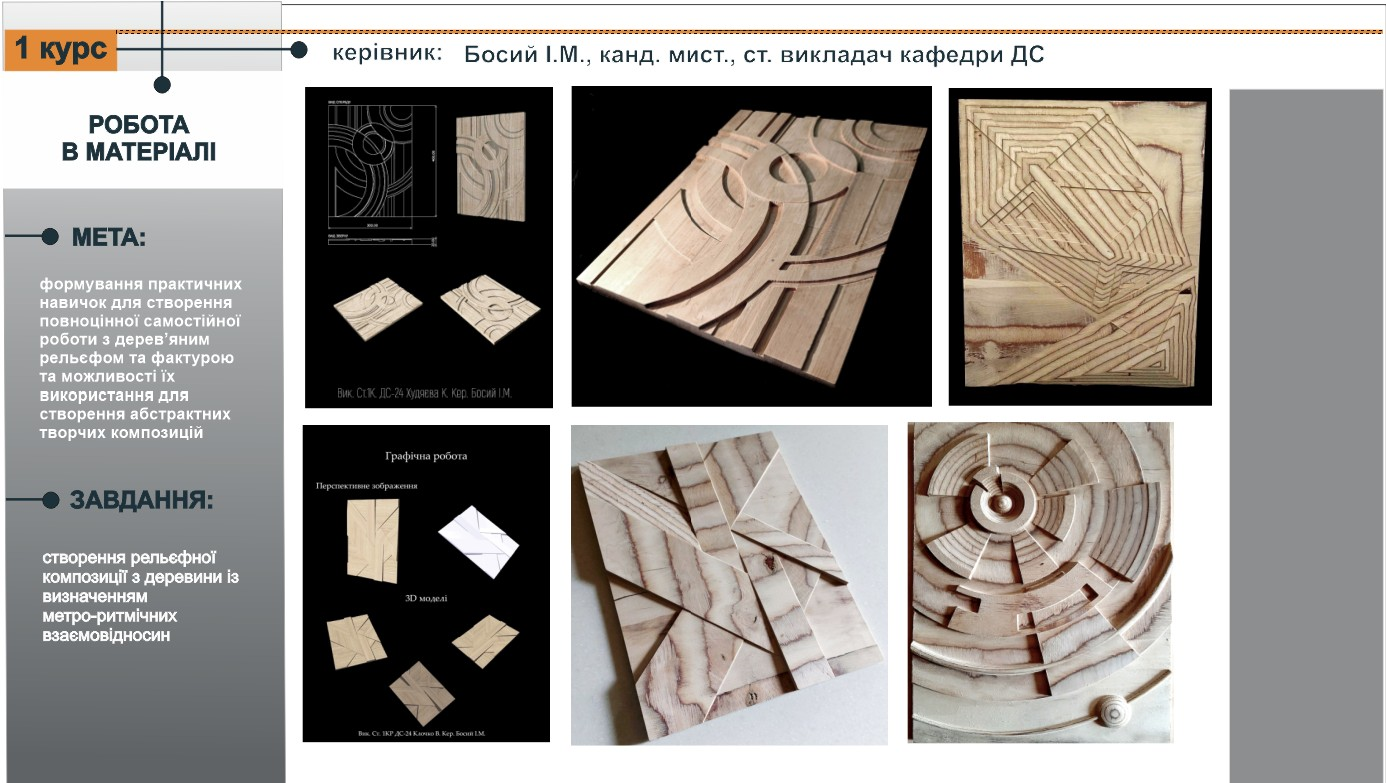 1 курс
керівник: Босий І.М., канд. мист., ст. викладач кафедри ДС
РОБОТА
В МАТЕРІАЛІ
МЕТА:
формування практичних
навичок для створення
повноцінної самостійної
роботи з дерев’яним
рельєфом та фактурою
та можливості їх
використання для
створення абстрактних
творчих композицій
ЗАВДАННЯ:
створення рельєфної
композиції з деревини із
визначенням
метро-ритмічних
взаємовідносин
Вик. Ст.1К. ДС-24 Худяєва К. Кер. Босий І.М.
Графічна робота
Перспективне зображення
3D моделі
Вик. Ст. 1КР ДС-24 Клочко В. Кер. Босий І.М.